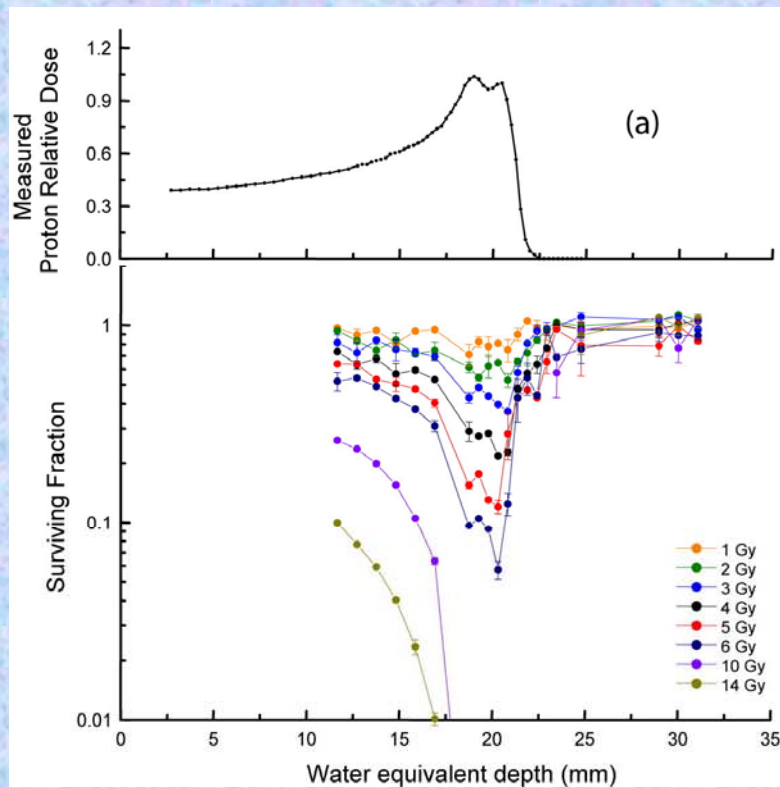 1.2
0.9
0.6
0.3
0.0
Measured
Proton Relative Dose
(a)
1
0.1
0.01
Surviving Fraction
1 Gy
2 Gy
3 Gy
4 Gy
5 Gy
6 Gy
10 Gy
14 Gy
0 5 10 15 20 25 30 35
Water equivalent depth (mm)